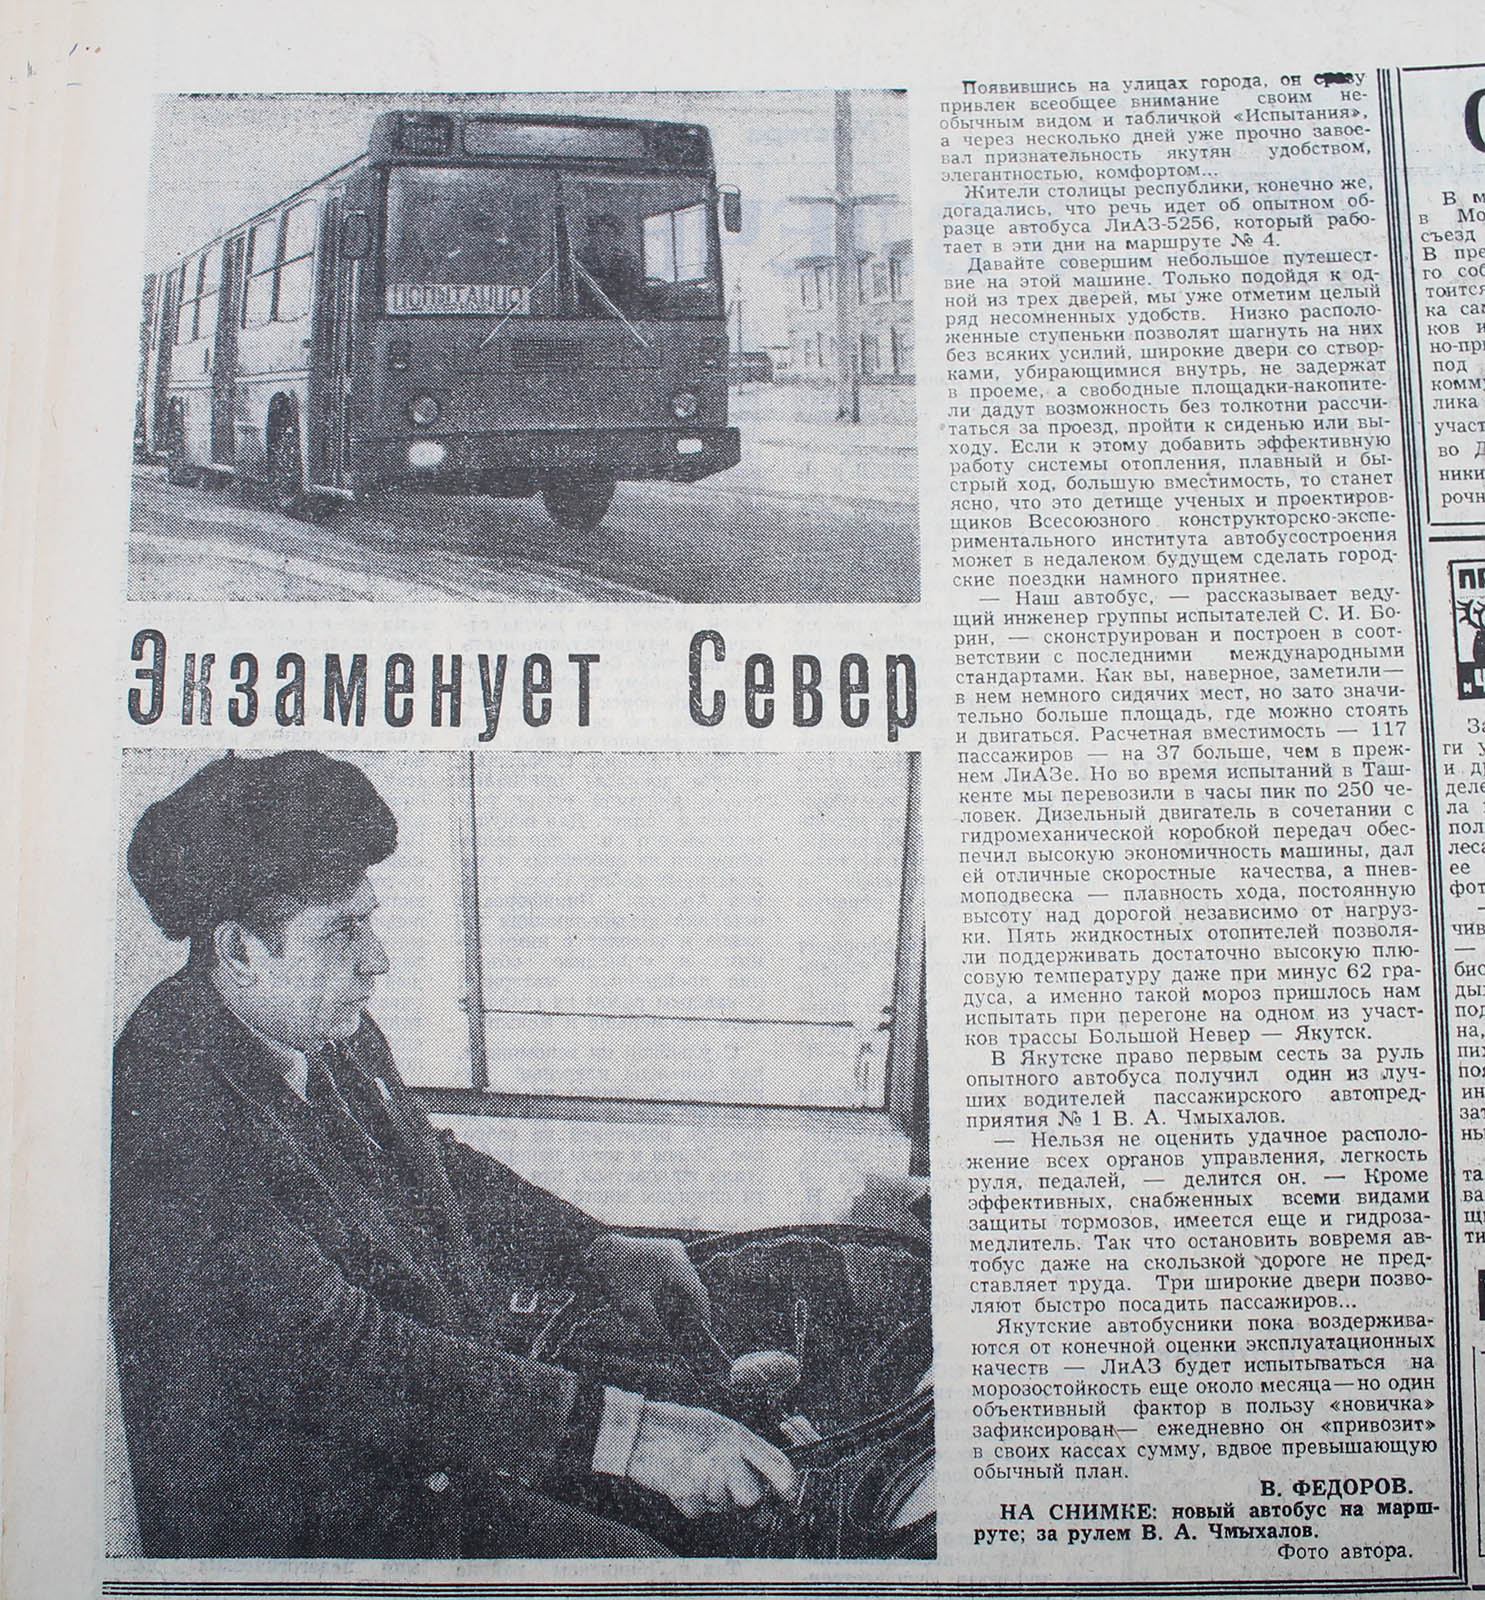 ИСПЫТАНИЯ
Экзаменует Север
Появившись на улицах города, он сразу
привлек всеобщее внимание своим не-
обычным видом и табличкой «Испытания»,
а через несколько дней уже прочно завое-
вал признательность якутян удобством,
элегантностью, комфортом...
Жители столицы республики, конечно же,
догадались, что речь идет об опытном об-
разце автобуса ЛиАЗ-5256, который рабо-
тает в эти дни на маршруте № 4.
Давайте совершим небольшое путешест-
вие на этой машине. Только подойдя к од-
ной из трех дверей, мы уже отметим целый
ряд несомненных удобств. Низко располо-
женные ступеньки позволят шагнуть на них
без всяких усилий, широкие двери со створ-
ками, убирающимися внутрь, не задержат
в проеме, а свободные площадки-накопите-
ли дадут возможность без толкотни рассчи-
таться за проезд, пройти к сиденью или вы-
ходу. Если к этому добавить эффективную
работу системы отопления, плавный и бы-
стрый ход, большую вместимость, то станет
ясно, что это детище ученых и проектиров-
щиков Всесоюзного конструкторско-экспе-
риментального института автобусостроения
может в недалеком будущем сделать город-
ские поездки намного приятнее.
— Наш автобус, — рассказывает веду-
щий инженер группы испытателей С. И. Бо-
рин, — сконструирован и построен в соот-
ветствии с последними международными
стандартами. Как вы, наверное, заметили—
в нем немного сидячих мест, но зато значи-
тельно больше площадь, где можно стоять
и двигаться. Расчетная вместимость — 117
пассажиров — на 37 больше, чем в преж-
нем ЛиАЗе. Но во время испытаний в Таш-
кенте мы перевозили в часы пик по 250 че-
ловек. Дизельный двигатель в сочетании с
гидромеханической коробкой передач обес-
печил высокую экономичность машины, дал
ей отличные скоростные качества, а пнев-
моподвеска — плавность хода, постоянную
высоту над дорогой независимо от нагруз-
ки. Пять жидкостных отопителей позволя-
ли поддерживать достаточно высокую плю-
совую температуру даже при минус 62 гра-
дуса, а именно такой мороз пришлось нам
испытать при перегоне на одном из участ-
ков трассы Большой Невер — Якутск.
В Якутске право первым сесть за руль
опытного автобуса получил один из луч-
ших водителей пассажирского автопред-
приятия № 1 В. А. Чмыхалов.
— Нельзя не оценить удачное располо-
жение всех органов управления, легкость
руля, педалей, — делится он. — Кроме
эффективных, снабженных всеми видами
защиты тормозов, имеется еще и гидроза-
медлитель. Так что остановить вовремя ав-
тобус даже на скользкой дороге не пред-
ставляет труда. Три широкие двери позво-
ляют быстро посадить пассажиров...
Якутские автобусники пока воздержива-
ются от конечной оценки эксплуатационных
качеств — ЛиАЗ будет испытываться на
морозостойкость еще около месяца—но один
объективный фактор в пользу «новичка»
зафиксирован— ежедневно он «привозит»
в своих кассах сумму, вдвое превышающую
обычный план.
В. ФЕДОРОВ.
НА СНИМКЕ: новый автобус на марш-
руте; за рулем В. А. Чмыхалов.
Фото автора.